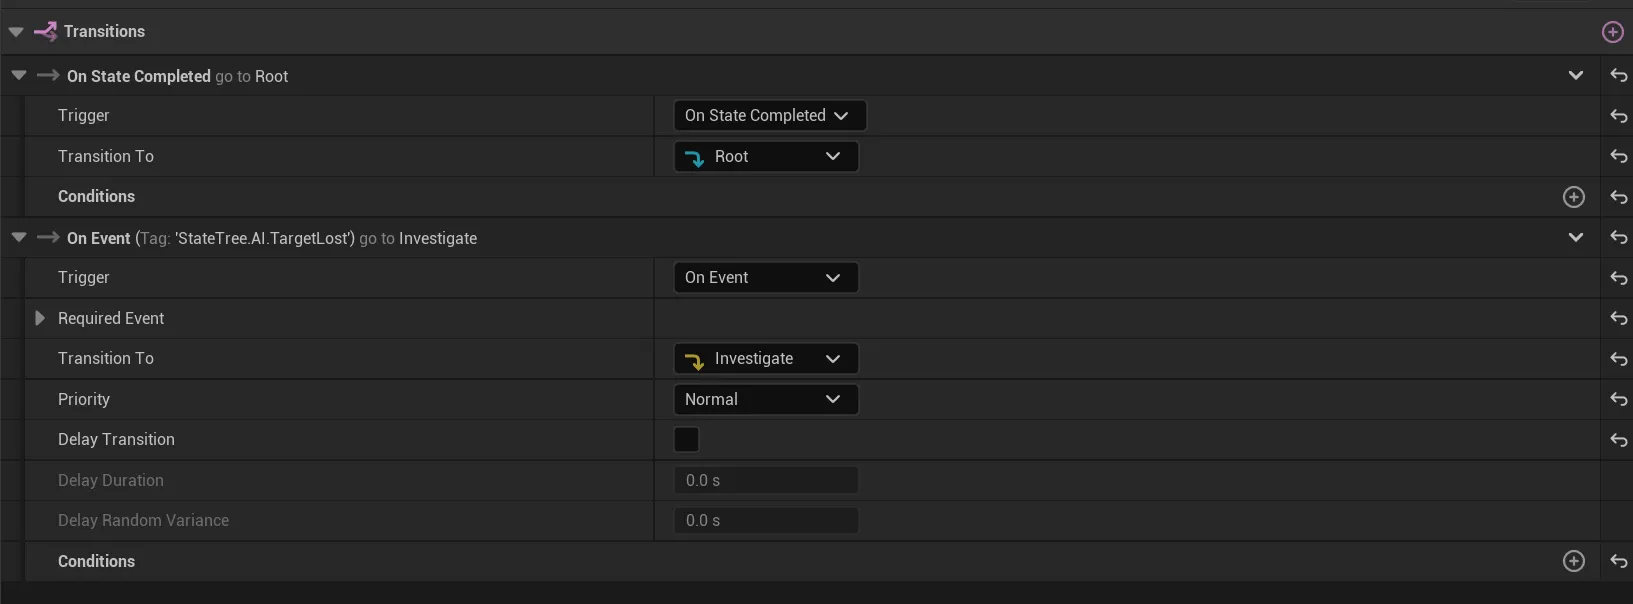 Transitions
On State Completed go to Root
Trigger On State Completed
Transition To Root
Conditions
On Event (Tag: 'StateTree.AI.TargetLost') go to Investigate
Trigger On Event
Required Event
Transition To Investigate
Priority Normal
Delay Transition
Delay Duration 0.0 s
Delay Random Variance 0.0 s
Conditions